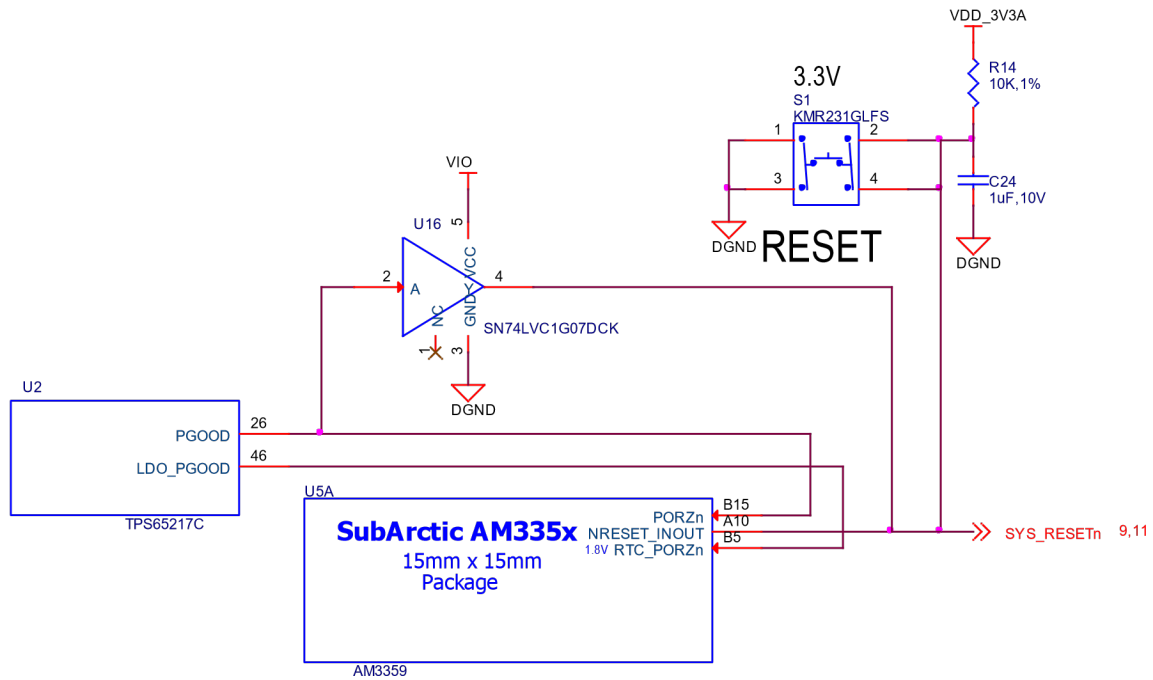 VDD_3V3A
R14
10K,1%
3.3V
S1
KMR231GLFS
1
2
3
4
C24
1uF,10V
DGND
RESET
DGND
VIO
U16
5
VCC
2
A
Y
4
NC
GND
SN74LVC1G07DCK
1
3
DGND
U2
PGOOD
26
LDO_PGOOD
46
TPS65217C
U5A
SubArctic AM335x
15mm x 15mm
Package
PORZn
B15
NRESET_INOUT
A10
1.8V RTC_PORZn
B5
AM3359
SYS_RESETn 9,11